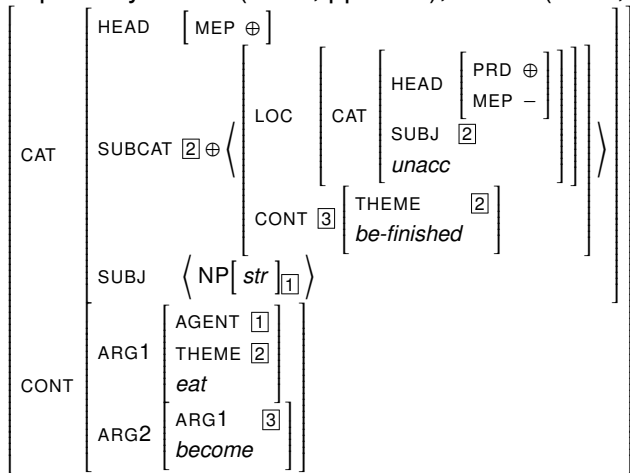 HEAD [MEP ⊕]
CAT SUBCAT 2 ⊕ ⟨ LOC CAT HEAD PRD ⊕
MEP −
SUBJ 2
unacc
CONT 3 THEME 2
be-finished ⟩
SUBJ ⟨NP[str]1⟩
CONT ARG1 AGENT 1
THEME 2
eat
ARG2 ARG1 3
become